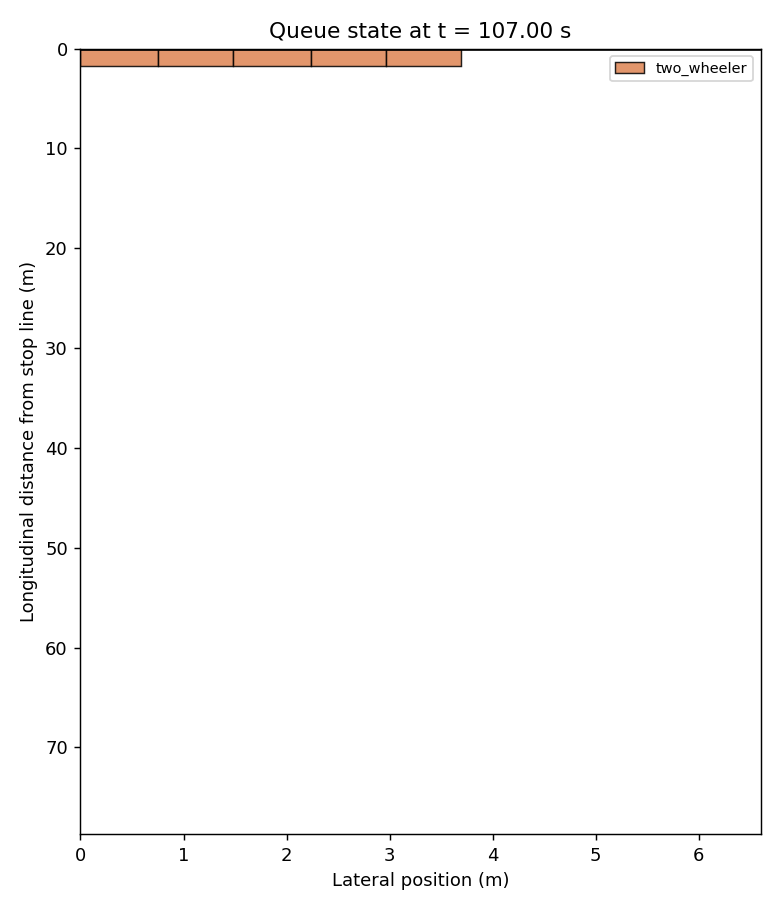 Queue state at t = 107.00 s
two_wheeler
0
10
20
30
40
50
60
70
Longitudinal distance from stop line (m)
0 1 2 3 4 5 6
Lateral position (m)